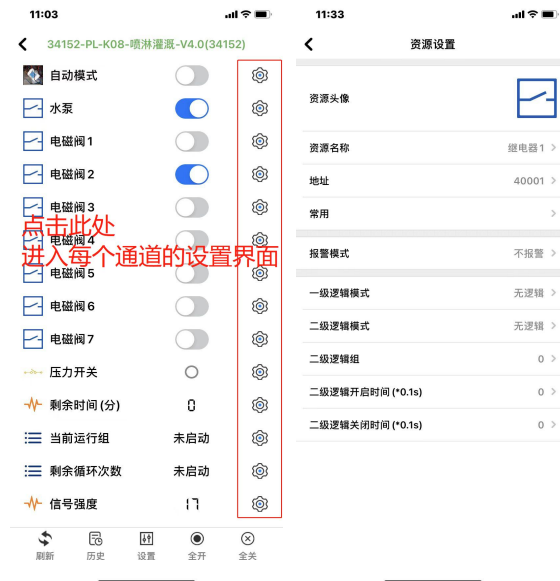 11:03
34152-PL-K08-喷淋灌溉-V4.0(34152)
自动模式
水泵
电磁阀 1
电磁阀 2
电磁阀 3
点击此处
电磁阀 4
进入每个通道的设置界面
电磁阀 5
电磁阀 6
电磁阀 7
压力开关
剩余时间(分) 0
当前运行组 未启动
剩余循环次数 未启动
信号强度 17
刷新 历史 设置 全开 全关
11:33
资源设置
资源头像
资源名称 继电器 1
地址 40001
常用
报警模式 不报警
一级逻辑模式 无逻辑
二级逻辑模式 无逻辑
二级逻辑组 0
二级逻辑开启时间 (*0.1s) 0
二级逻辑关闭时间 (*0.1s) 0